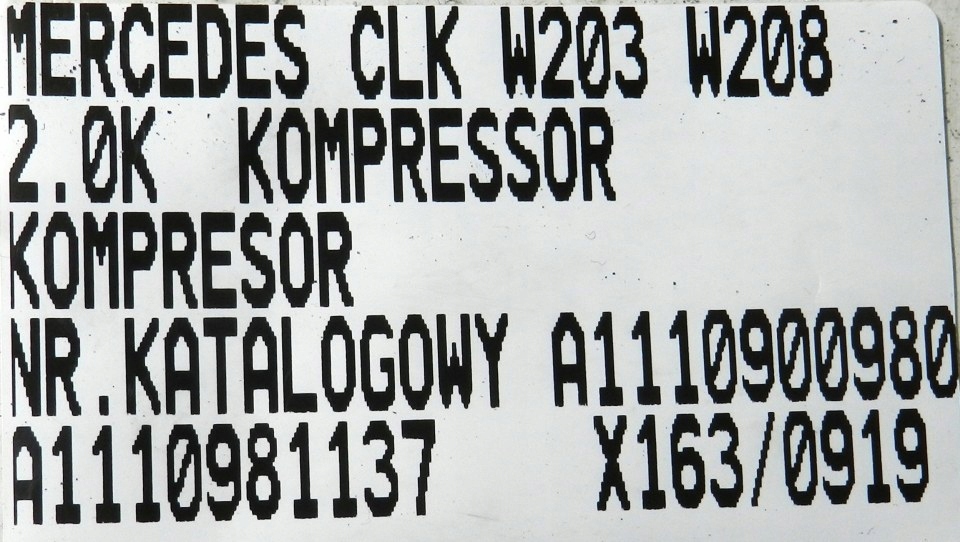 MERCEDES CLK W203 W208
2.0K KOMPRESSOR
KOMPRESOR
NR.KATALOGOWY A1110900980
A1110981137 X163/0919